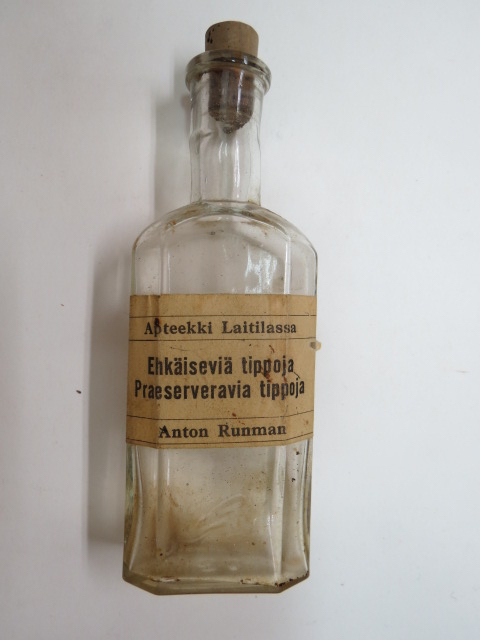 Apteekki Laitilassa
Ehkäiseviä tippoja
Praeserveravia tippoja
Anton Runman